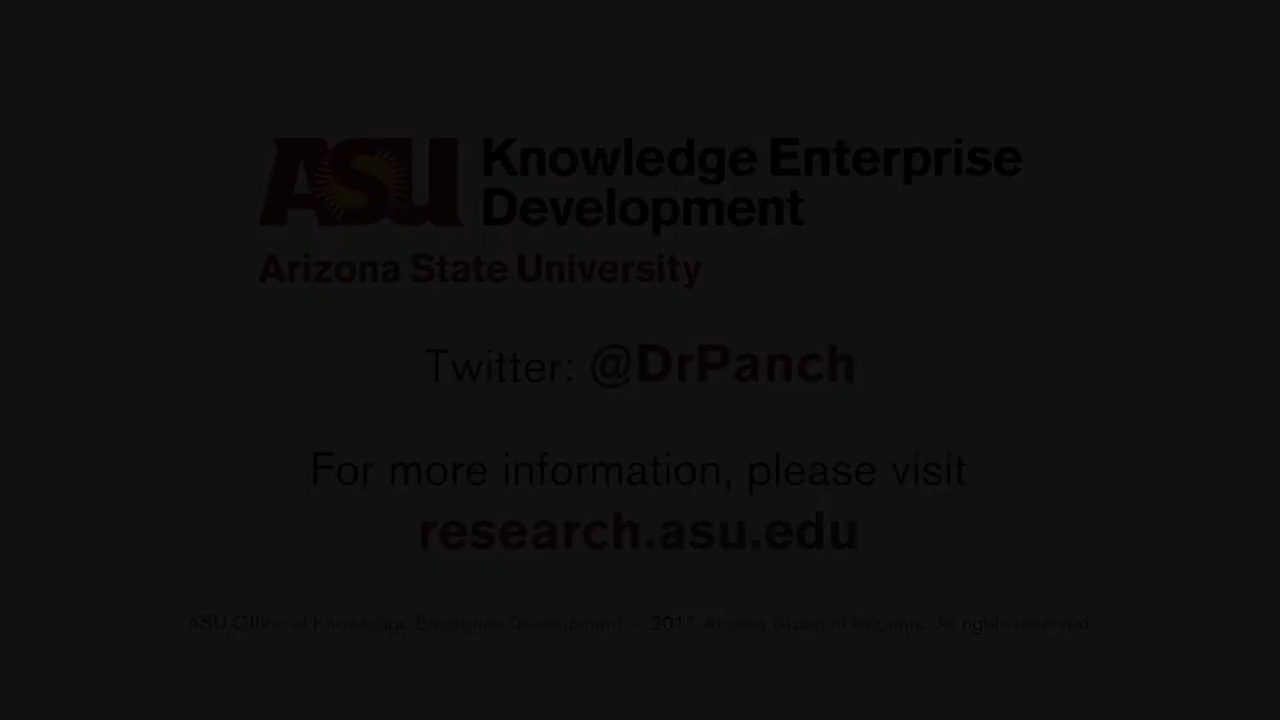 ASU Knowledge Enterprise
Development
Arizona State University
Twitter: @DrPanch
For more information, please visit
research.asu.edu
ASU Office of Knowledge Enterprise Development © Arizona Board of Regents. All rights reserved.